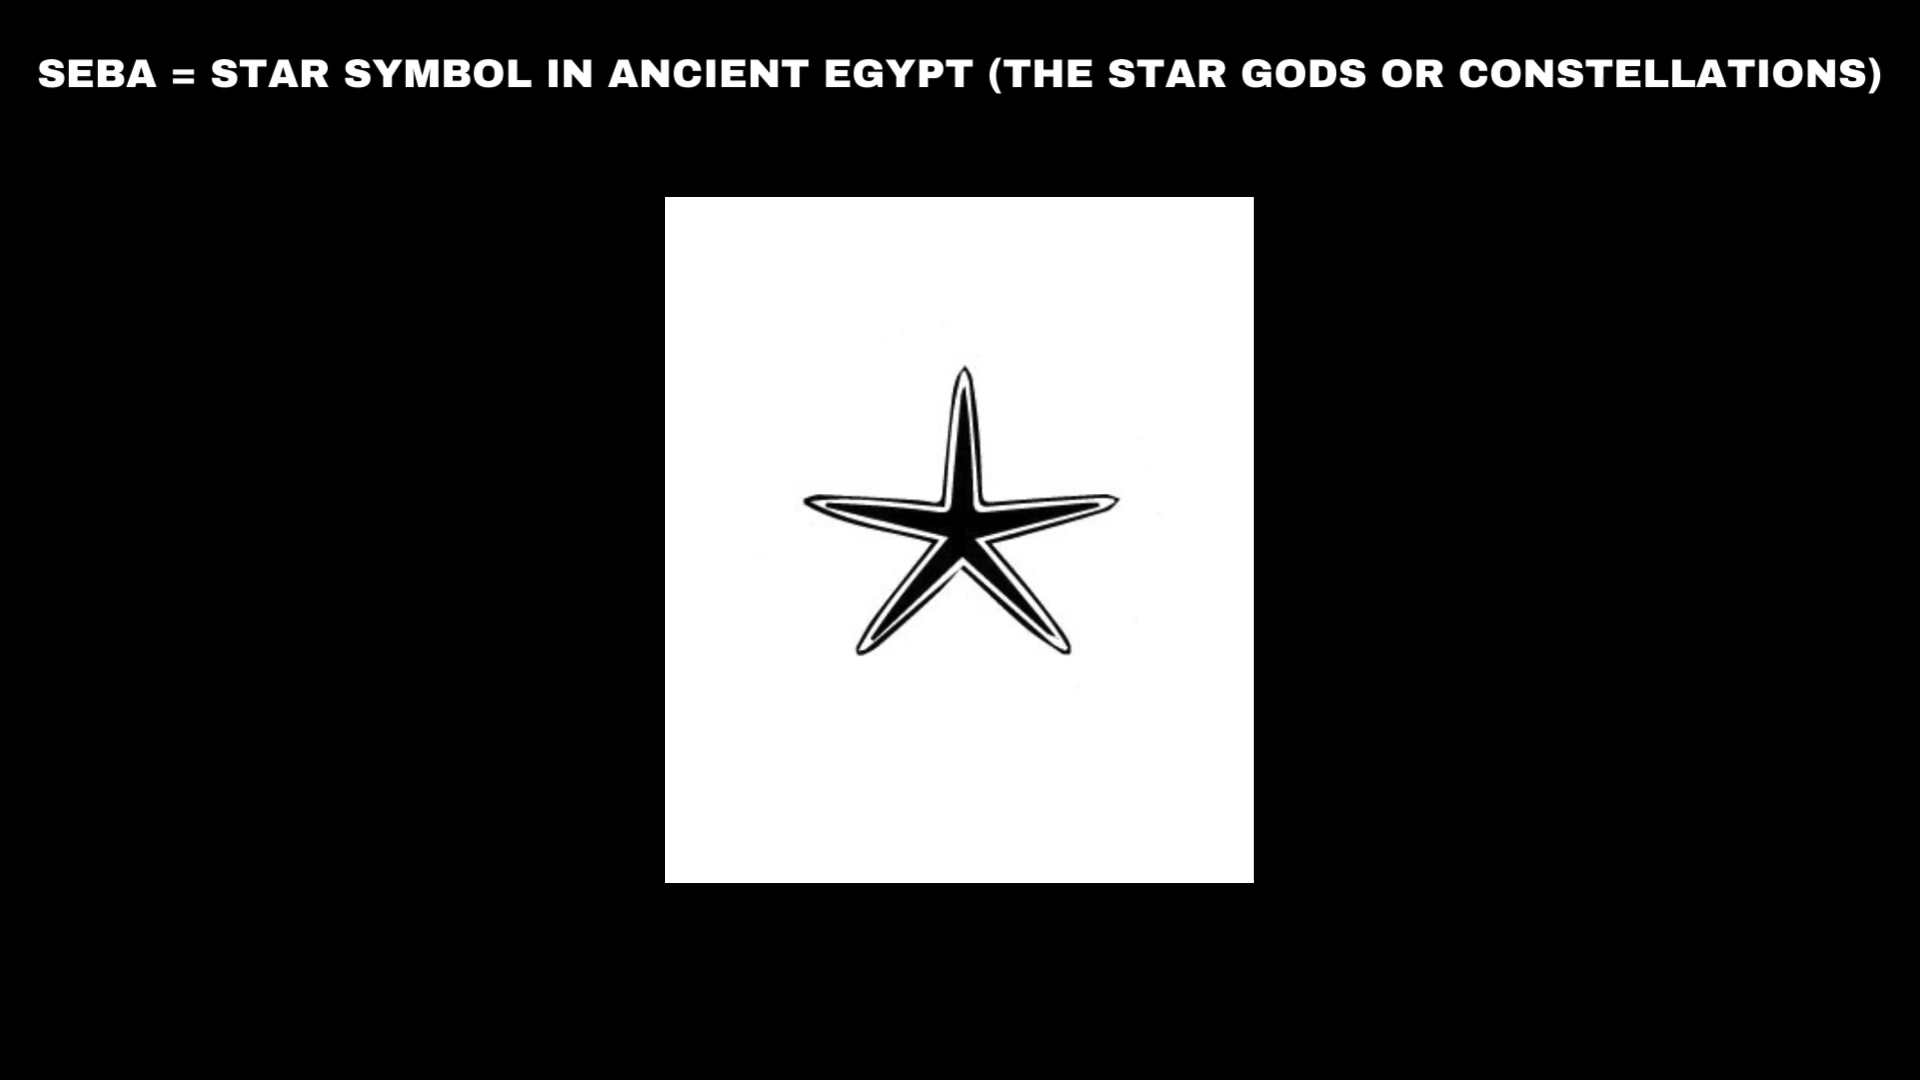 SEBA = STAR SYMBOL IN ANCIENT EGYPT (THE STAR GODS OR CONSTELLATIONS)